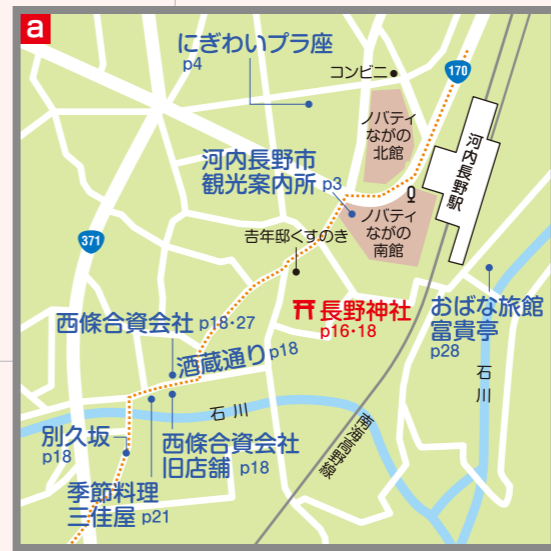 a
にぎわいプラ座
p4
コンビニ
170
ノバティ
ながの
北館
河内長野駅
河内長野市
観光案内所 p3
ノバティ
ながの
南館
371
吉年邸くすのき
長野神社
p16・18
おばな旅館
富貴亭
p28
西條合資会社 p18・27
酒蔵通り p18
石川
石川
南海高野線
別久坂
p18
西條合資会社
旧店舗 p18
季節料理
三佳屋 p21